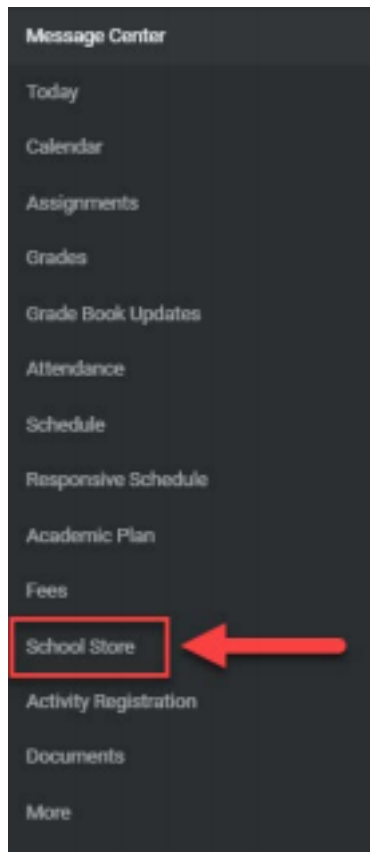 Message Center
Today
Calendar
Assignments
Grades
Grade Book Updates
Attendance
Schedule
Responsive Schedule
Academic Plan
Fees
School Store
Activity Registration
Documents
More